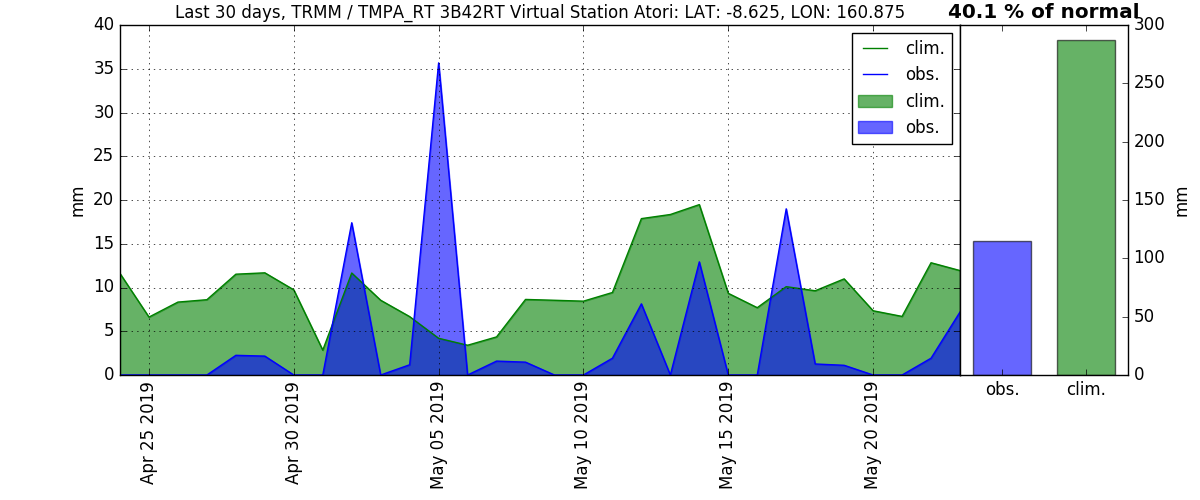 Last 30 days, TRMM / TMPA_RT 3B42RT Virtual Station Atori: LAT: -8.625, LON: 160.875
40.1 % of normal
40
35
30
25
20
15
10
5
0
mm
clim.
obs.
clim.
obs.
Apr 25 2019
Apr 30 2019
May 05 2019
May 10 2019
May 15 2019
May 20 2019
300
250
200
150
100
50
0
mm
obs.
clim.